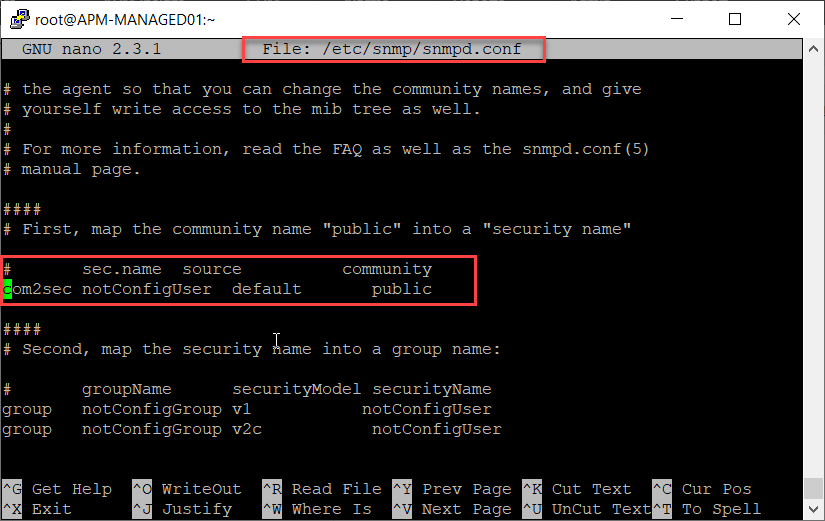 root@APM-MANAGED01:~
GNU nano 2.3.1 File: /etc/snmp/snmpd.conf
# the agent so that you can change the community names, and give
# yourself write access to the mib tree as well.
#
# For more information, read the FAQ as well as the snmpd.conf(5)
# manual page.
####
# First, map the community name "public" into a "security name"
# sec.name source community
com2sec notConfigUser default public
####
# Second, map the security name into a group name:
# groupName securityModel securityName
group notConfigGroup v1 notConfigUser
group notConfigGroup v2c notConfigUser
^G Get Help ^O WriteOut ^R Read File ^Y Prev Page ^K Cut Text ^C Cur Pos
^X Exit ^J Justify ^W Where Is ^V Next Page ^U UnCut Text ^T To Spell